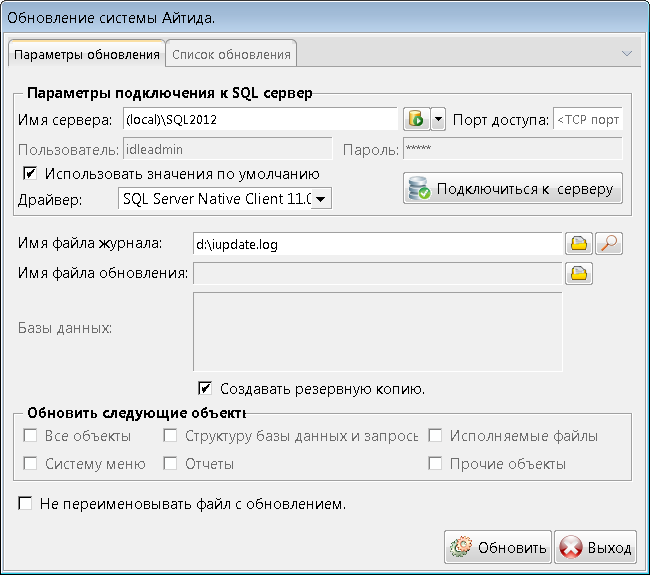 Обновление системы Айтида.
Параметры обновления Список обновления
Параметры подключения к SQL сервер
Имя сервера: (local)\SQL2012 Порт доступа: <TCP порт
Пользователь: idleadmin Пароль: *****
Использовать значения по умолчанию
Подключиться к серверу
Драйвер: SQL Server Native Client 11.0
Имя файла журнала: d:\iupdate.log
Имя файла обновления:
Базы данных:
Создавать резервную копию.
Обновить следующие объекты
Все объекты Структуру базы данных и запросы Исполняемые файлы
Систему меню Отчеты Прочие объекты
Не переименовывать файл с обновлением.
Обновить Выход